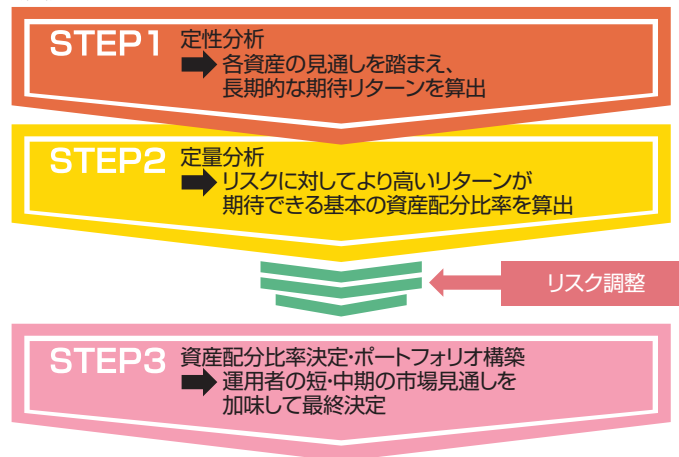 STEP1 定性分析
➡ 各資産の見通しを踏まえ、
長期的な期待リターンを算出
STEP2 定量分析
➡ リスクに対してより高いリターンが
期待できる基本の資産配分比率を算出
リスク調整
STEP3 資産配分比率決定・ポートフォリオ構築
➡ 運用者の短・中期の市場見通しを
加味して最終決定